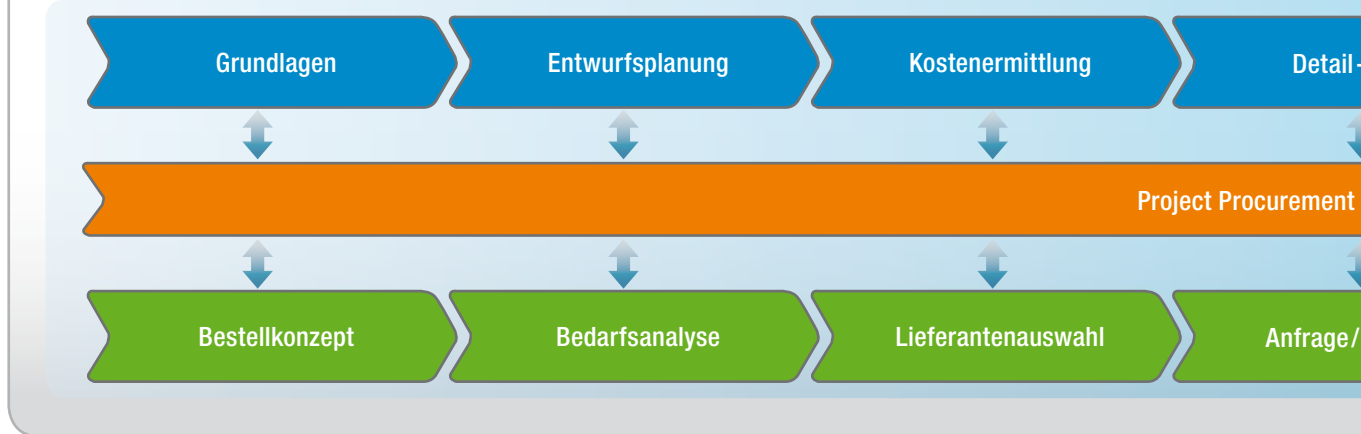 Grundlagen
Entwurfsplanung
Kostenermittlung
Detail-
Project Procurement
Bestellkonzept
Bedarfsanalyse
Lieferantenauswahl
Anfrage/